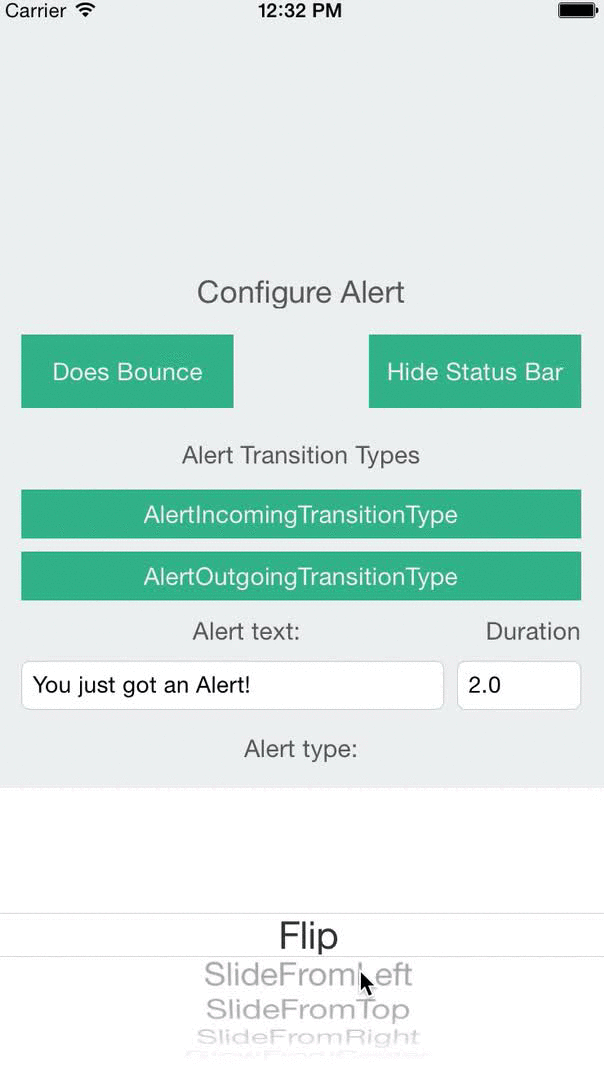 Carrier 12:32 PM
Configure Alert
Does Bounce Hide Status Bar
Alert Transition Types
AlertIncomingTransitionType
AlertOutgoingTransitionType
Alert text: Duration
You just got an Alert! 2.0
Alert type:
Flip
SlideFromLeft
SlideFromTop
SlideFromRight